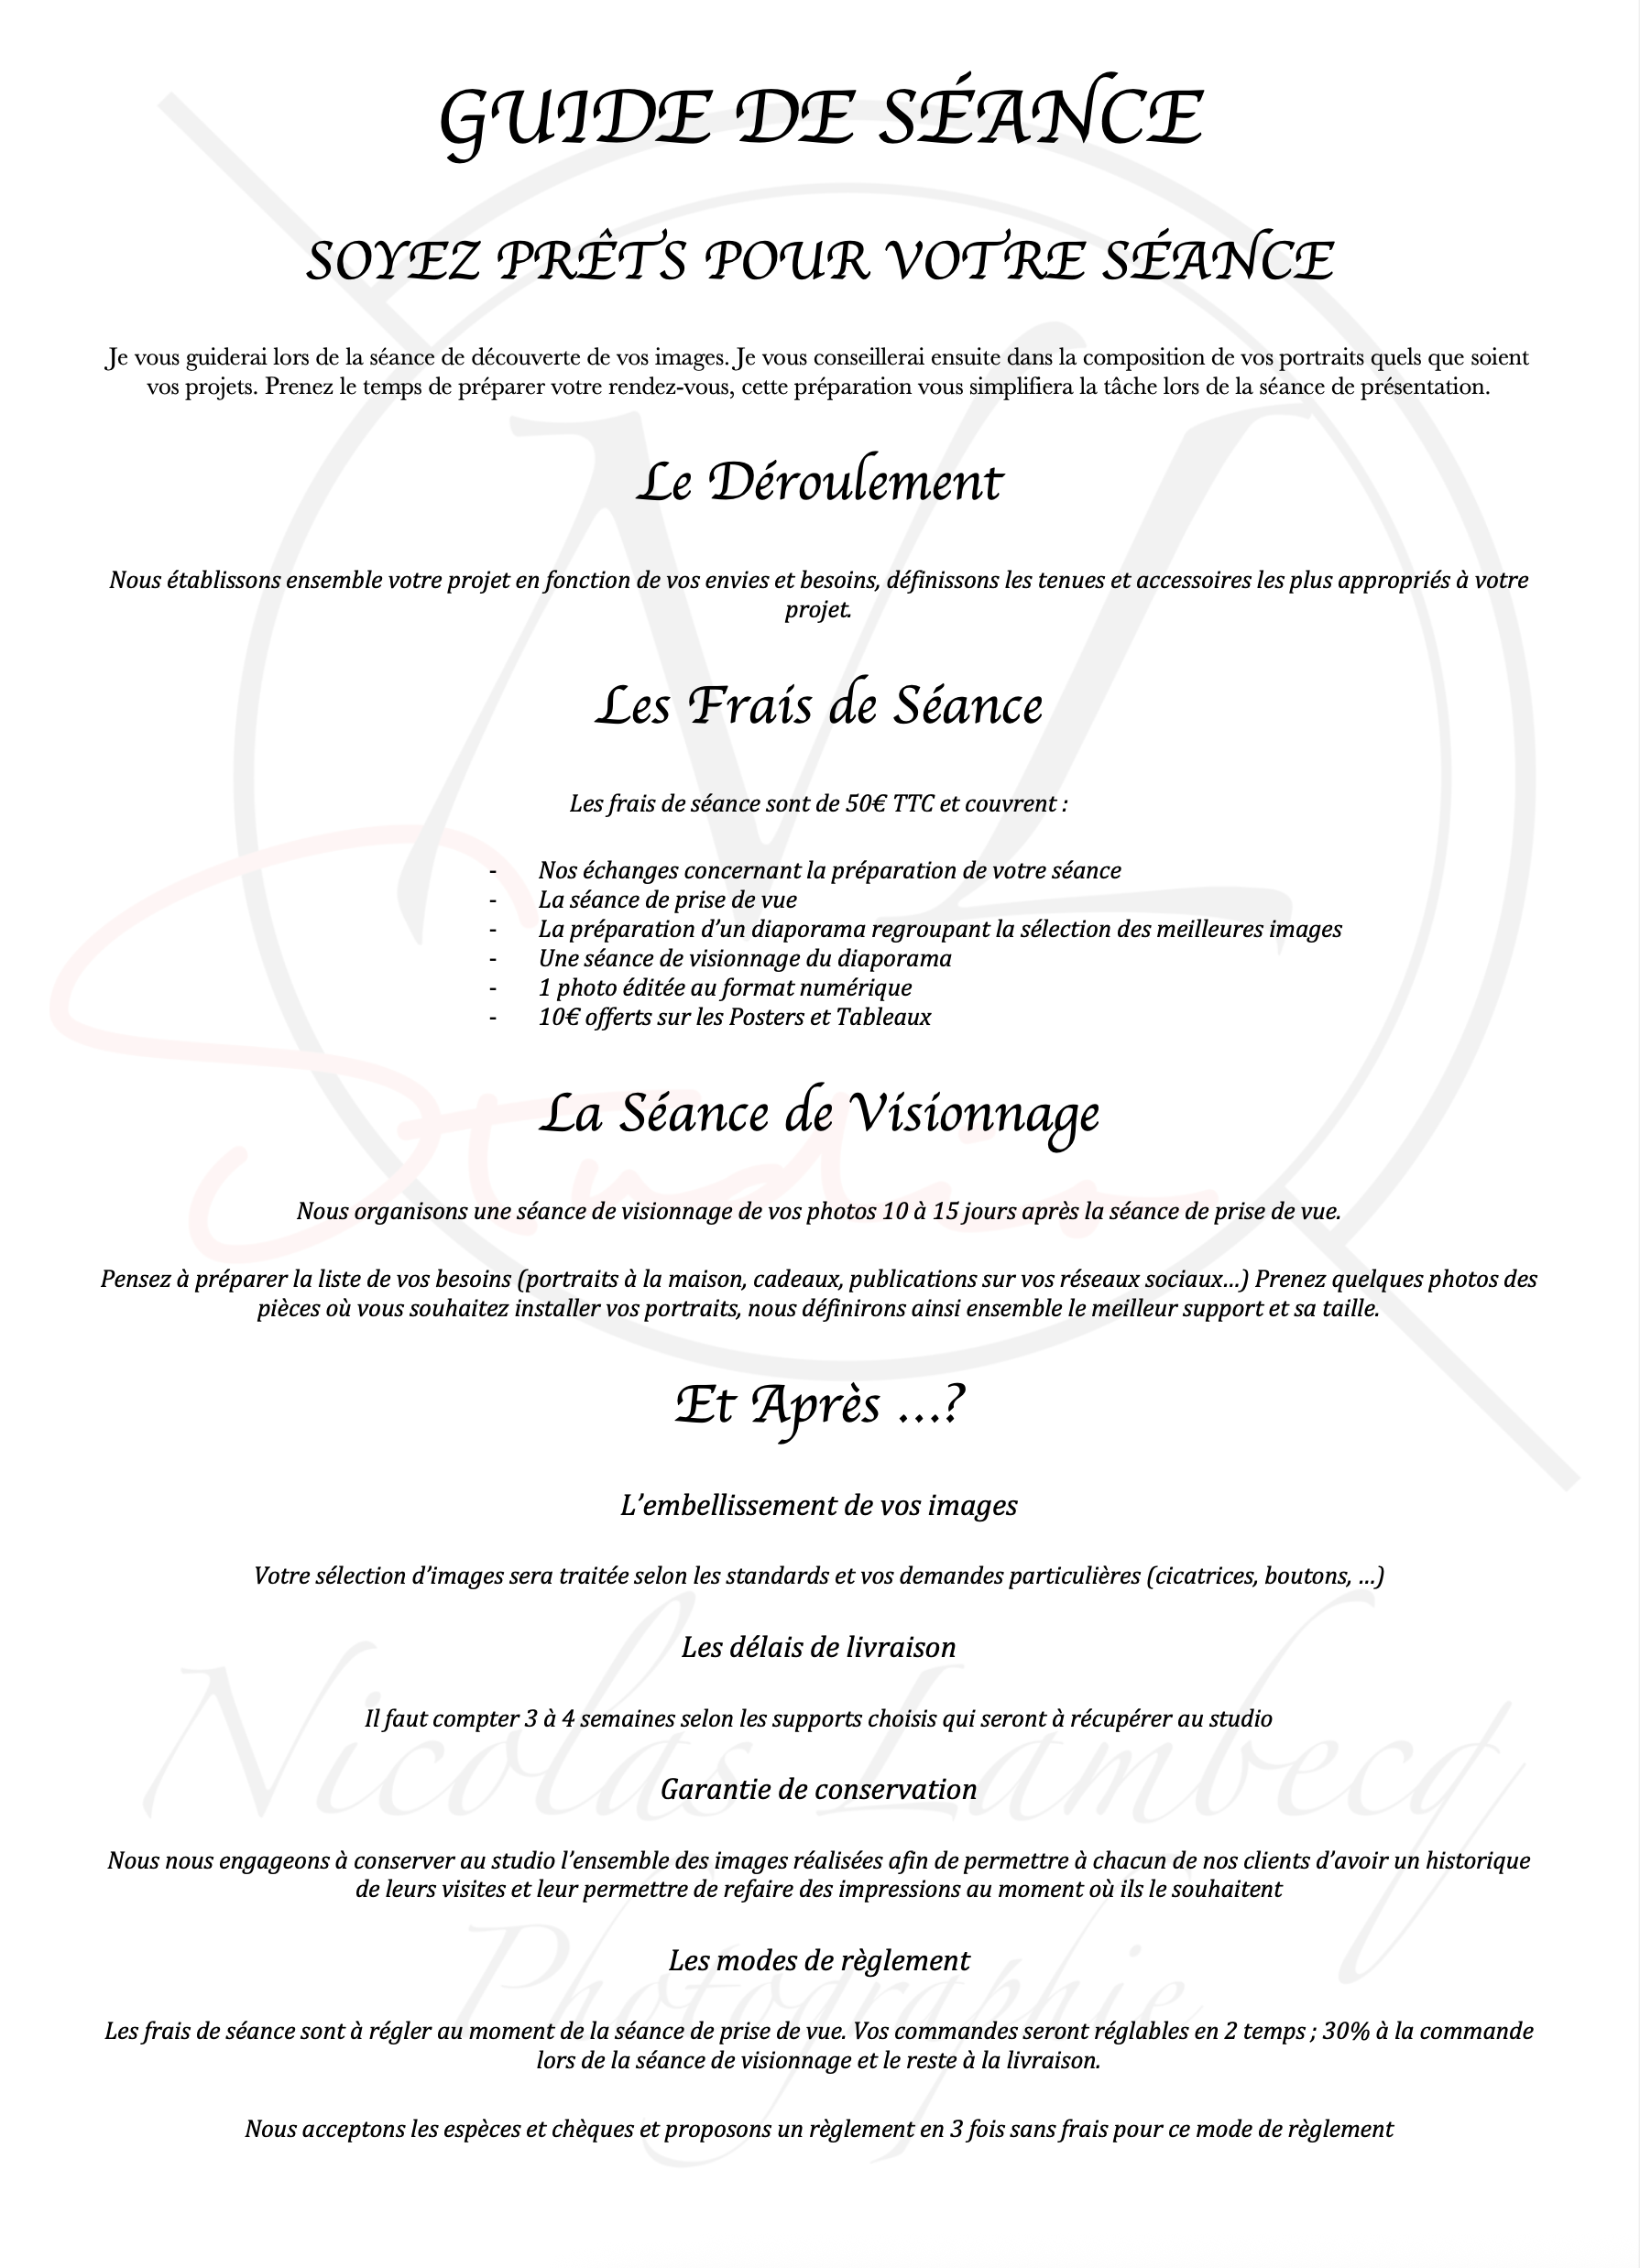 GUIDE DE SÉANCE
SOYEZ PRÊTS POUR VOTRE SÉANCE
Je vous guiderai lors de la séance de découverte de vos images. Je vous conseillerai ensuite dans la composition de vos portraits quels que soient
vos projets. Prenez le temps de préparer votre rendez-vous, cette préparation vous simplifiera la tâche lors de la séance de présentation.
Le Déroulement
Nous établissons ensemble votre projet en fonction de vos envies et besoins, définissons les tenues et accessoires les plus appropriés à votre
projet.
Les Frais de Séance
Les frais de séance sont de 50€ TTC et couvrent :
- Nos échanges concernant la préparation de votre séance
- La séance de prise de vue
- La préparation d’un diaporama regroupant la sélection des meilleures images
- Une séance de visionnage du diaporama
- 1 photo éditée au format numérique
- 10€ offerts sur les Posters et Tableaux
La Séance de Visionnage
Nous organisons une séance de visionnage de vos photos 10 à 15 jours après la séance de prise de vue.
Pensez à préparer la liste de vos besoins (portraits à la maison, cadeaux, publications sur vos réseaux sociaux…) Prenez quelques photos des
pièces où vous souhaitez installer vos portraits, nous définirons ainsi ensemble le meilleur support et sa taille.
Et Après …?
L’embellissement de vos images
Votre sélection d’images sera traitée selon les standards et vos demandes particulières (cicatrices, boutons, …)
Les délais de livraison
Il faut compter 3 à 4 semaines selon les supports choisis qui seront à récupérer au studio
Garantie de conservation
Nous nous engageons à conserver au studio l’ensemble des images réalisées afin de permettre à chacun de nos clients d’avoir un historique
de leurs visites et leur permettre de refaire des impressions au moment où ils le souhaitent
Les modes de règlement
Les frais de séance sont à régler au moment de la séance de prise de vue. Vos commandes seront réglables en 2 temps ; 30% à la commande
lors de la séance de visionnage et le reste à la livraison.
Nous acceptons les espèces et chèques et proposons un règlement en 3 fois sans frais pour ce mode de règlement
NL
Studio
Nicolas Lambecq
Photographie